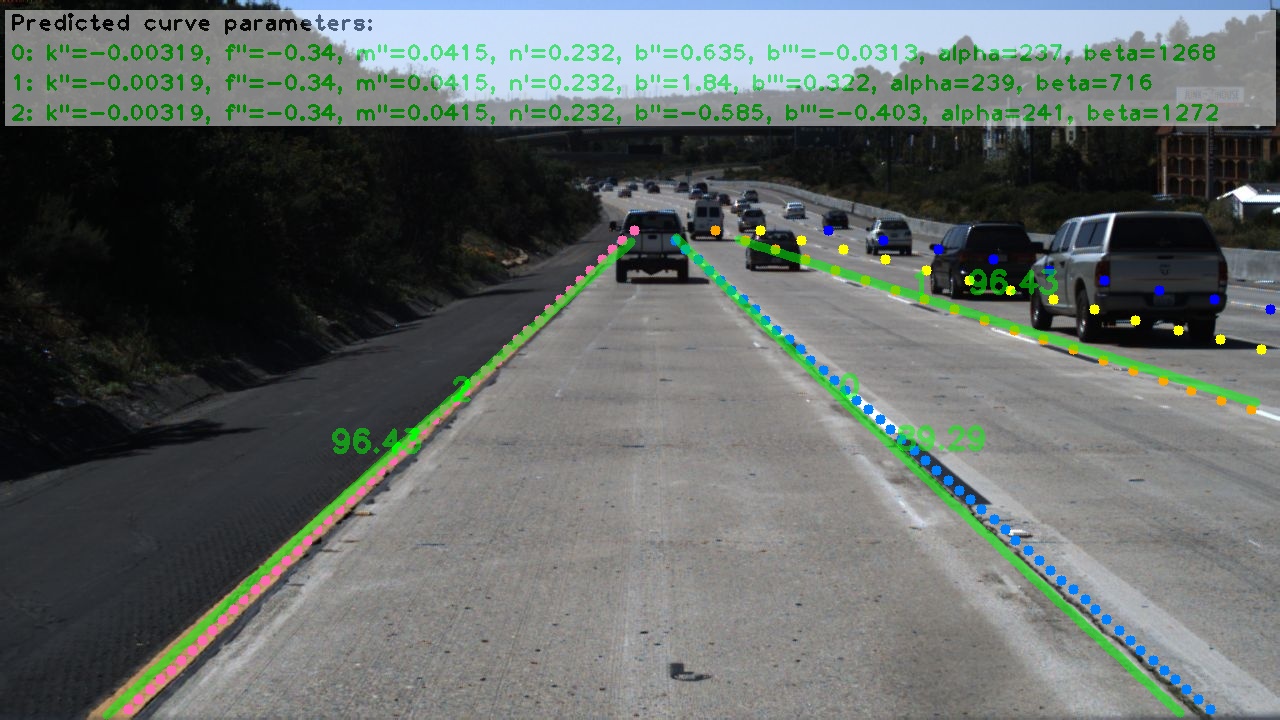 Predicted curve parameters:
0: k''=-0.00319, f''=-0.34, m''=0.0415, n'=0.232, b''=0.635, b'''=-0.0313, alpha=237, beta=1268
1: k''=-0.00319, f''=-0.34, m''=0.0415, n'=0.232, b''=1.84, b'''=0.322, alpha=239, beta=716
2: k''=-0.00319, f''=-0.34, m''=0.0415, n'=0.232, b''=-0.585, b'''=-0.403, alpha=241, beta=1272
1
96.43
2
0
96.43